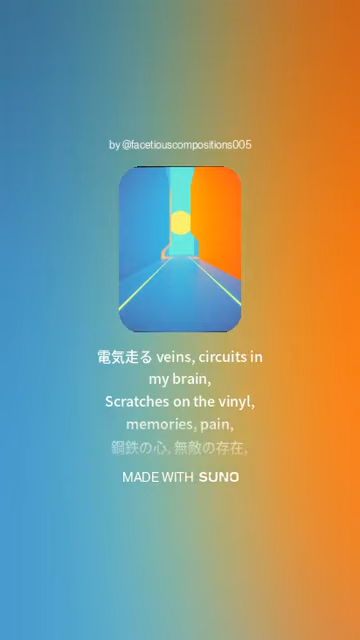 by @facetiouscompositions005
電気走る veins, circuits in
my brain,
Scratches on the vinyl,
memories, pain,
鋼鉄の心, 無敵の存在,
MADE WITH SUNO